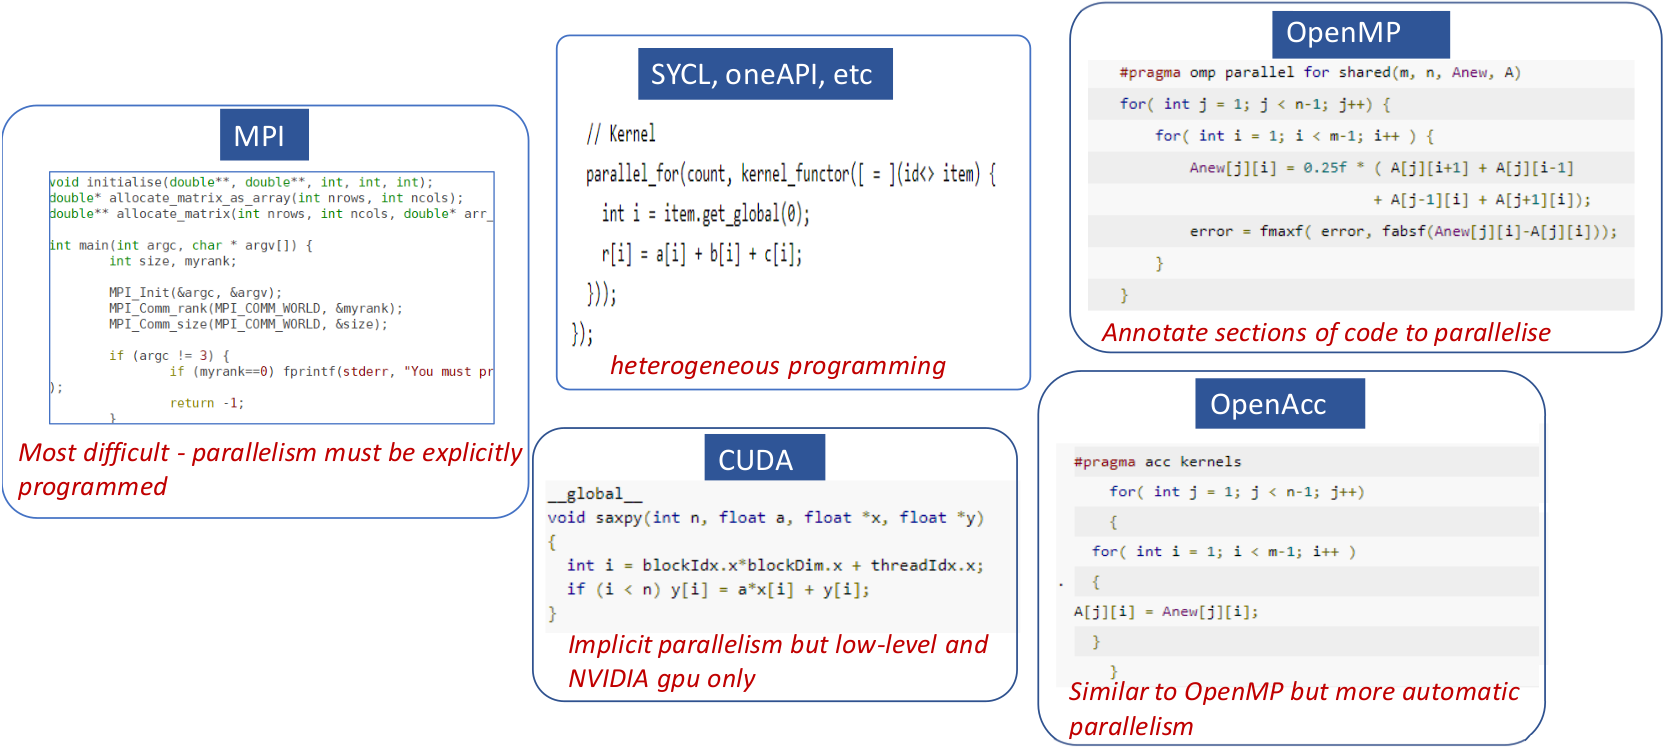 MPI
void initialise(double**, double**, int, int, int);
double* allocate_matrix_as_array(int nrows, int ncols);
double** allocate_matrix(int nrows, int ncols, double* arr_
int main(int argc, char * argv[]) {
int size, myrank;
MPI_Init(&argc, &argv);
MPI_Comm_rank(MPI_COMM_WORLD, &myrank);
MPI_Comm_size(MPI_COMM_WORLD, &size);
if (argc != 3) {
if (myrank==0) fprintf(stderr, "You must pr
);
return -1;
}
Most difficult - parallelism must be explicitly
programmed
SYCL, oneAPI, etc
// Kernel
parallel_for(count, kernel_functor([ = ](id<> item) {
int i = item.get_global(0);
r[i] = a[i] + b[i] + c[i];
}));
});
heterogeneous programming
CUDA
__global__
void saxpy(int n, float a, float *x, float *y)
{
int i = blockIdx.x*blockDim.x + threadIdx.x;
if (i < n) y[i] = a*x[i] + y[i];
}
Implicit parallelism but low-level and
NVIDIA gpu only
OpenMP
#pragma omp parallel for shared(m, n, Anew, A)
for( int j = 1; j < n-1; j++) {
for( int i = 1; i < m-1; i++ ) {
Anew[j][i] = 0.25f * ( A[j][i+1] + A[j][i-1]
+ A[j-1][i] + A[j+1][i]);
error = fmaxf( error, fabsf(Anew[j][i]-A[j][i]));
}
}
Annotate sections of code to parallelise
OpenAcc
#pragma acc kernels
for( int j = 1; j < n-1; j++)
{
for( int i = 1; i < m-1; i++ )
. {
A[j][i] = Anew[j][i];
}
}
Similar to OpenMP but more automatic
parallelism